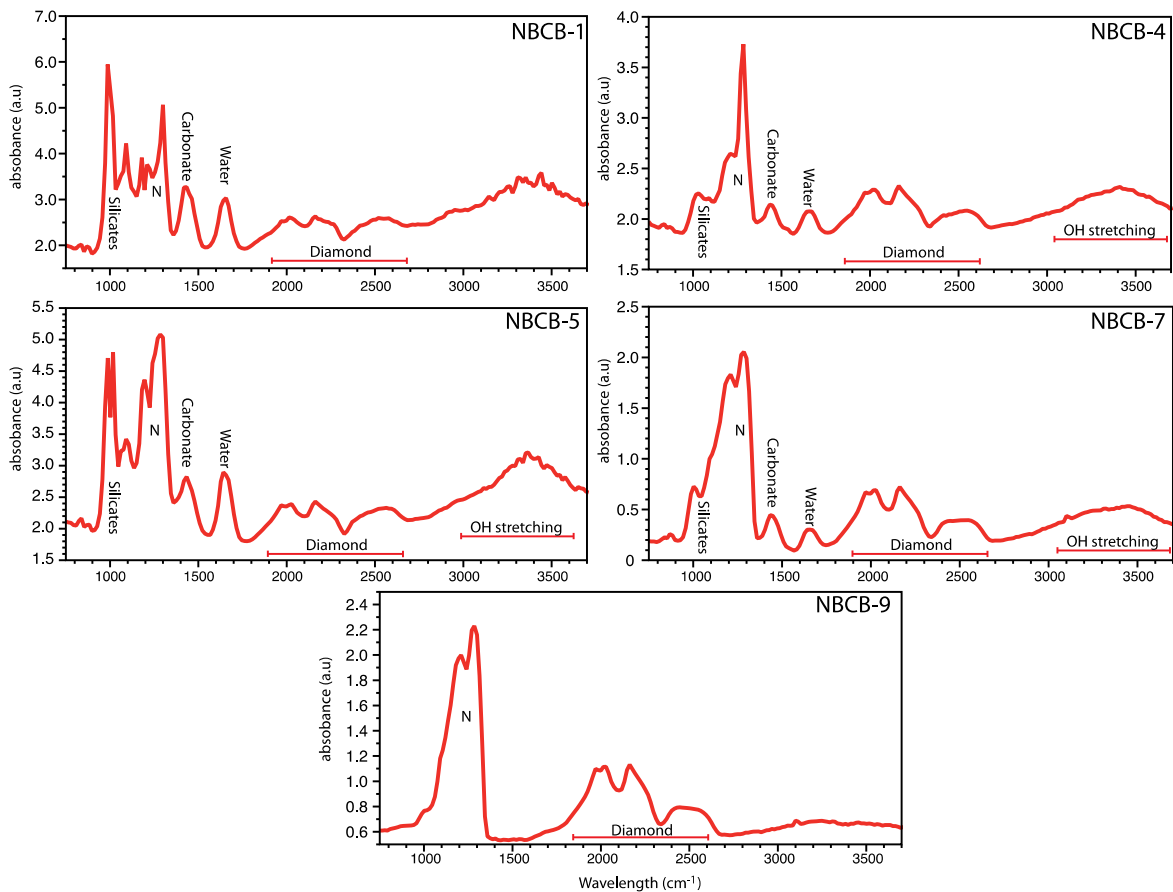 NBCB-1
absobance (a.u)
7.0
6.0
5.0
4.0
3.0
2.0
Silicates
N
Carbonate
Water
Diamond
1000 1500 2000 2500 3000 3500
NBCB-4
absobance (a.u)
4.0
3.5
3.0
2.5
2.0
1.5
Silicates
N
Carbonate
Water
Diamond
OH stretching
1000 1500 2000 2500 3000 3500
NBCB-5
absobance (a.u)
5.5
5.0
4.5
4.0
3.5
3.0
2.5
2.0
1.5
Silicates
N
Carbonate
Water
Diamond
OH stretching
1000 1500 2000 2500 3000 3500
NBCB-7
absobance (a.u)
2.5
2.0
1.5
1.0
0.5
0
Silicates
N
Carbonate
Water
Diamond
OH stretching
1000 1500 2000 2500 3000 3500
NBCB-9
absobance (a.u)
2.4
2.2
2.0
1.8
1.6
1.4
1.2
1.0
0.8
0.6
N
Diamond
1000 1500 2000 2500 3000 3500
Wavelength (cm⁻¹)